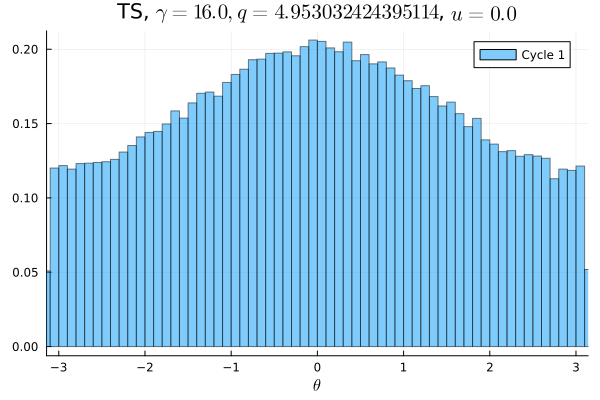 TS, γ = 16.0, q = 4.953032424395114, u = 0.0
Cycle 1
0.20
0.15
0.10
0.05
0.00
−3 −2 −1 0 1 2 3
θ